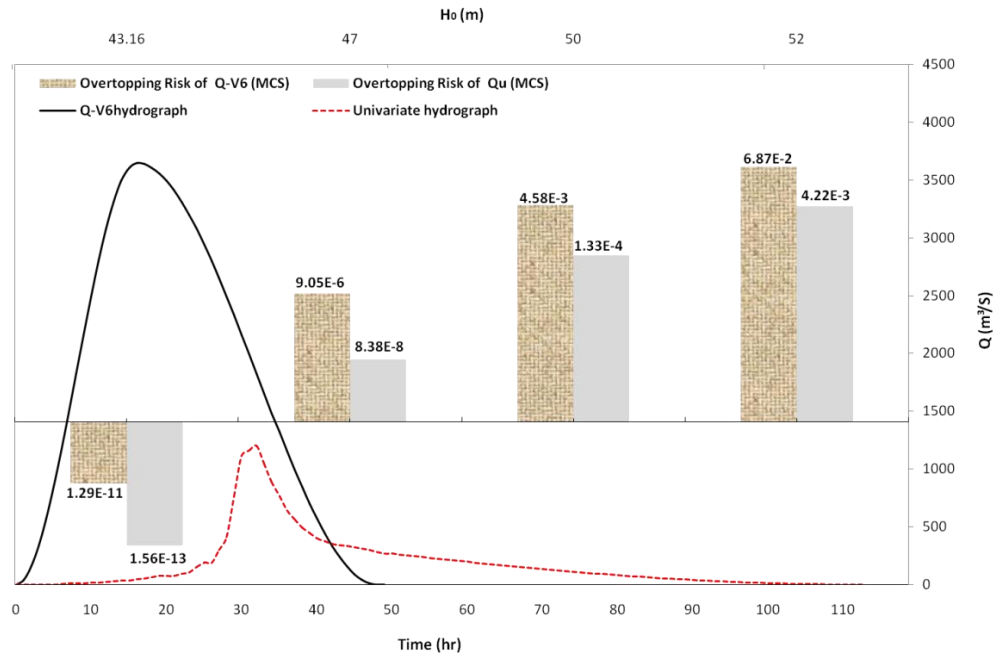 H₀ (m)
43.16 47 50 52
Overtopping Risk of Q-V6 (MCS) Overtopping Risk of Qu (MCS)
Q-V6hydrograph Univariate hydrograph
4500
4000
3500
3000
2500
2000
1500
1000
500
0
Q (m³/S)
6.87E-2
4.22E-3
4.58E-3
1.33E-4
9.05E-6
8.38E-8
1.29E-11
1.56E-13
0 10 20 30 40 50 60 70 80 90 100 110
Time (hr)